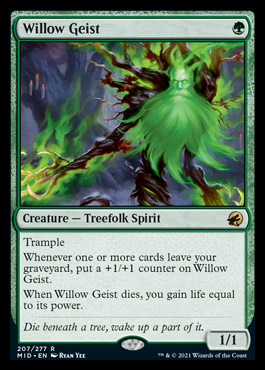 Willow Geist
Creature — Treefolk Spirit
Trample
Whenever one or more cards leave your
graveyard, put a +1/+1 counter on Willow
Geist.
When Willow Geist dies, you gain life equal
to its power.
Die beneath a tree, wake up a part of it.
1/1
207/277 R
MID • EN Ryan Yee
™ & © 2021 Wizards of the Coast